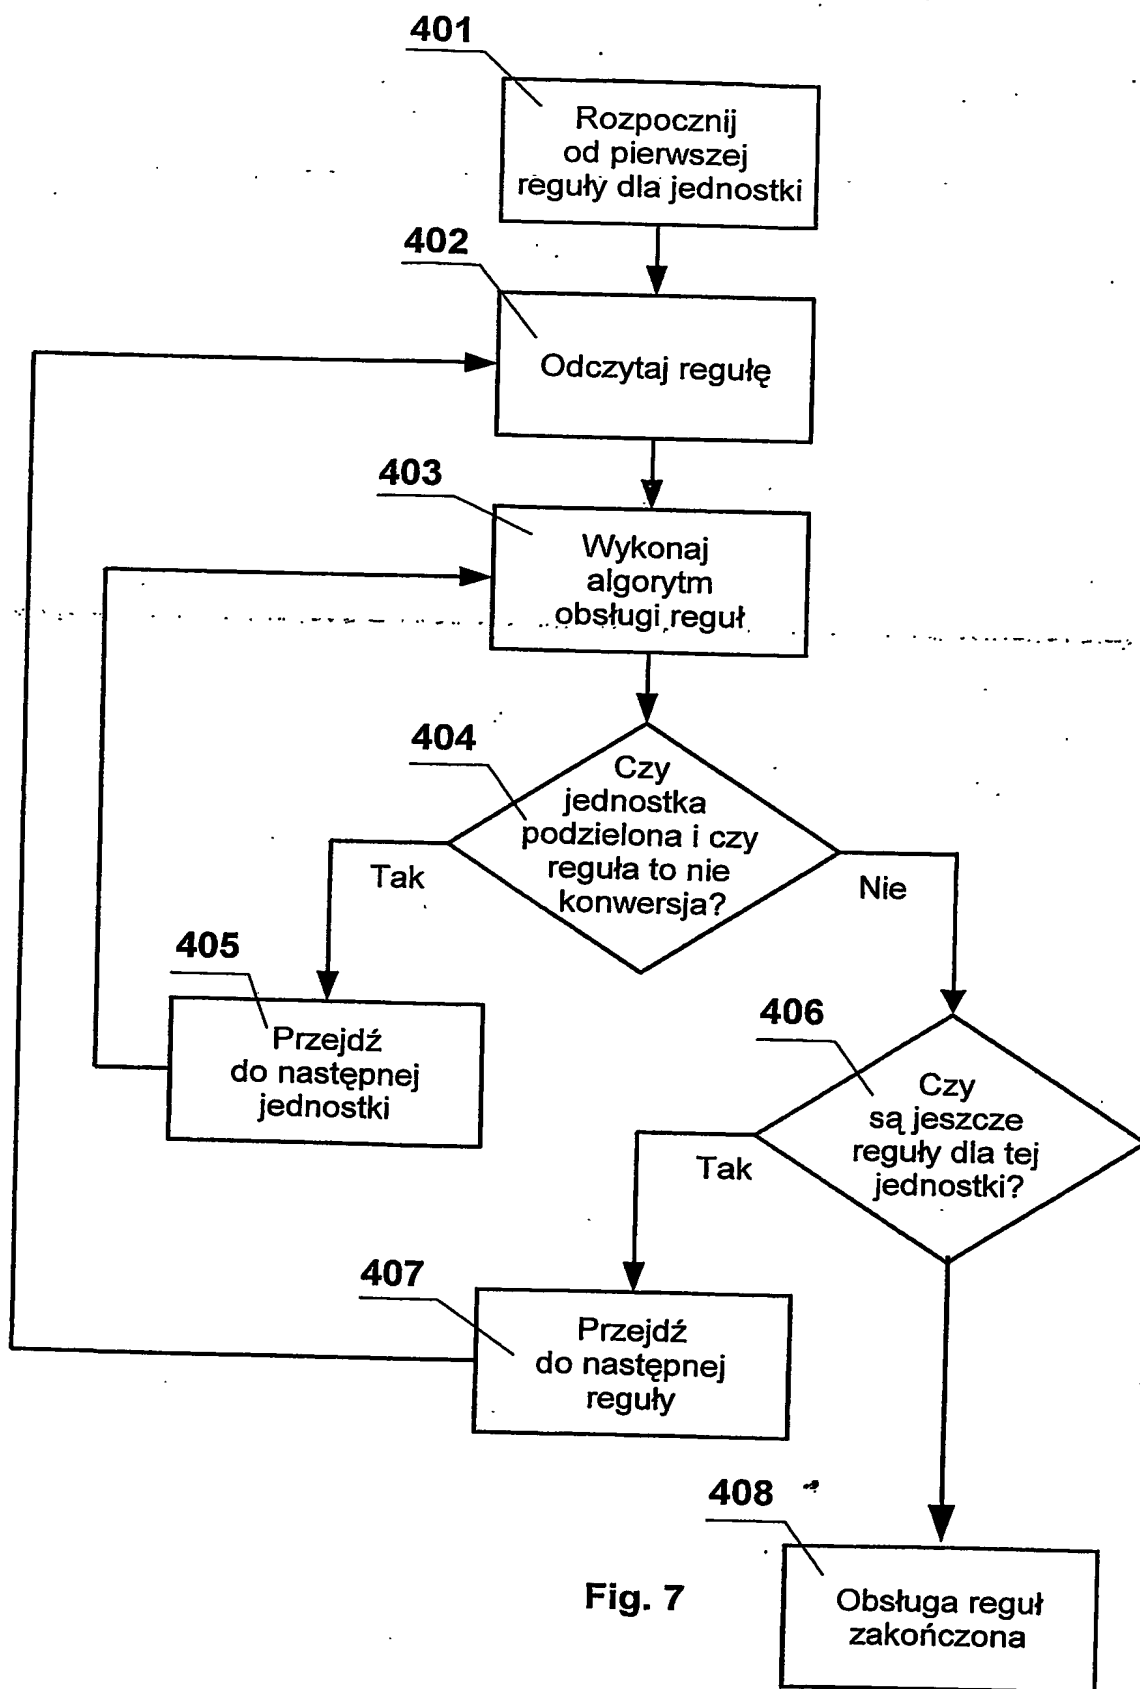 401
Rozpocznij
od pierwszej
reguły dla jednostki
402
Odczytaj regułę
403
Wykonaj
algorytm
obsługi reguł
404
Czy
jednostka
podzielona i czy
reguła to nie
konwersja?
Tak
Nie
405
Przejdź
do następnej
jednostki
406
Czy
są jeszcze
reguły dla tej
jednostki?
Tak
407
Przejdź
do następnej
reguły
408
Obsługa reguł
zakończona
Fig. 7